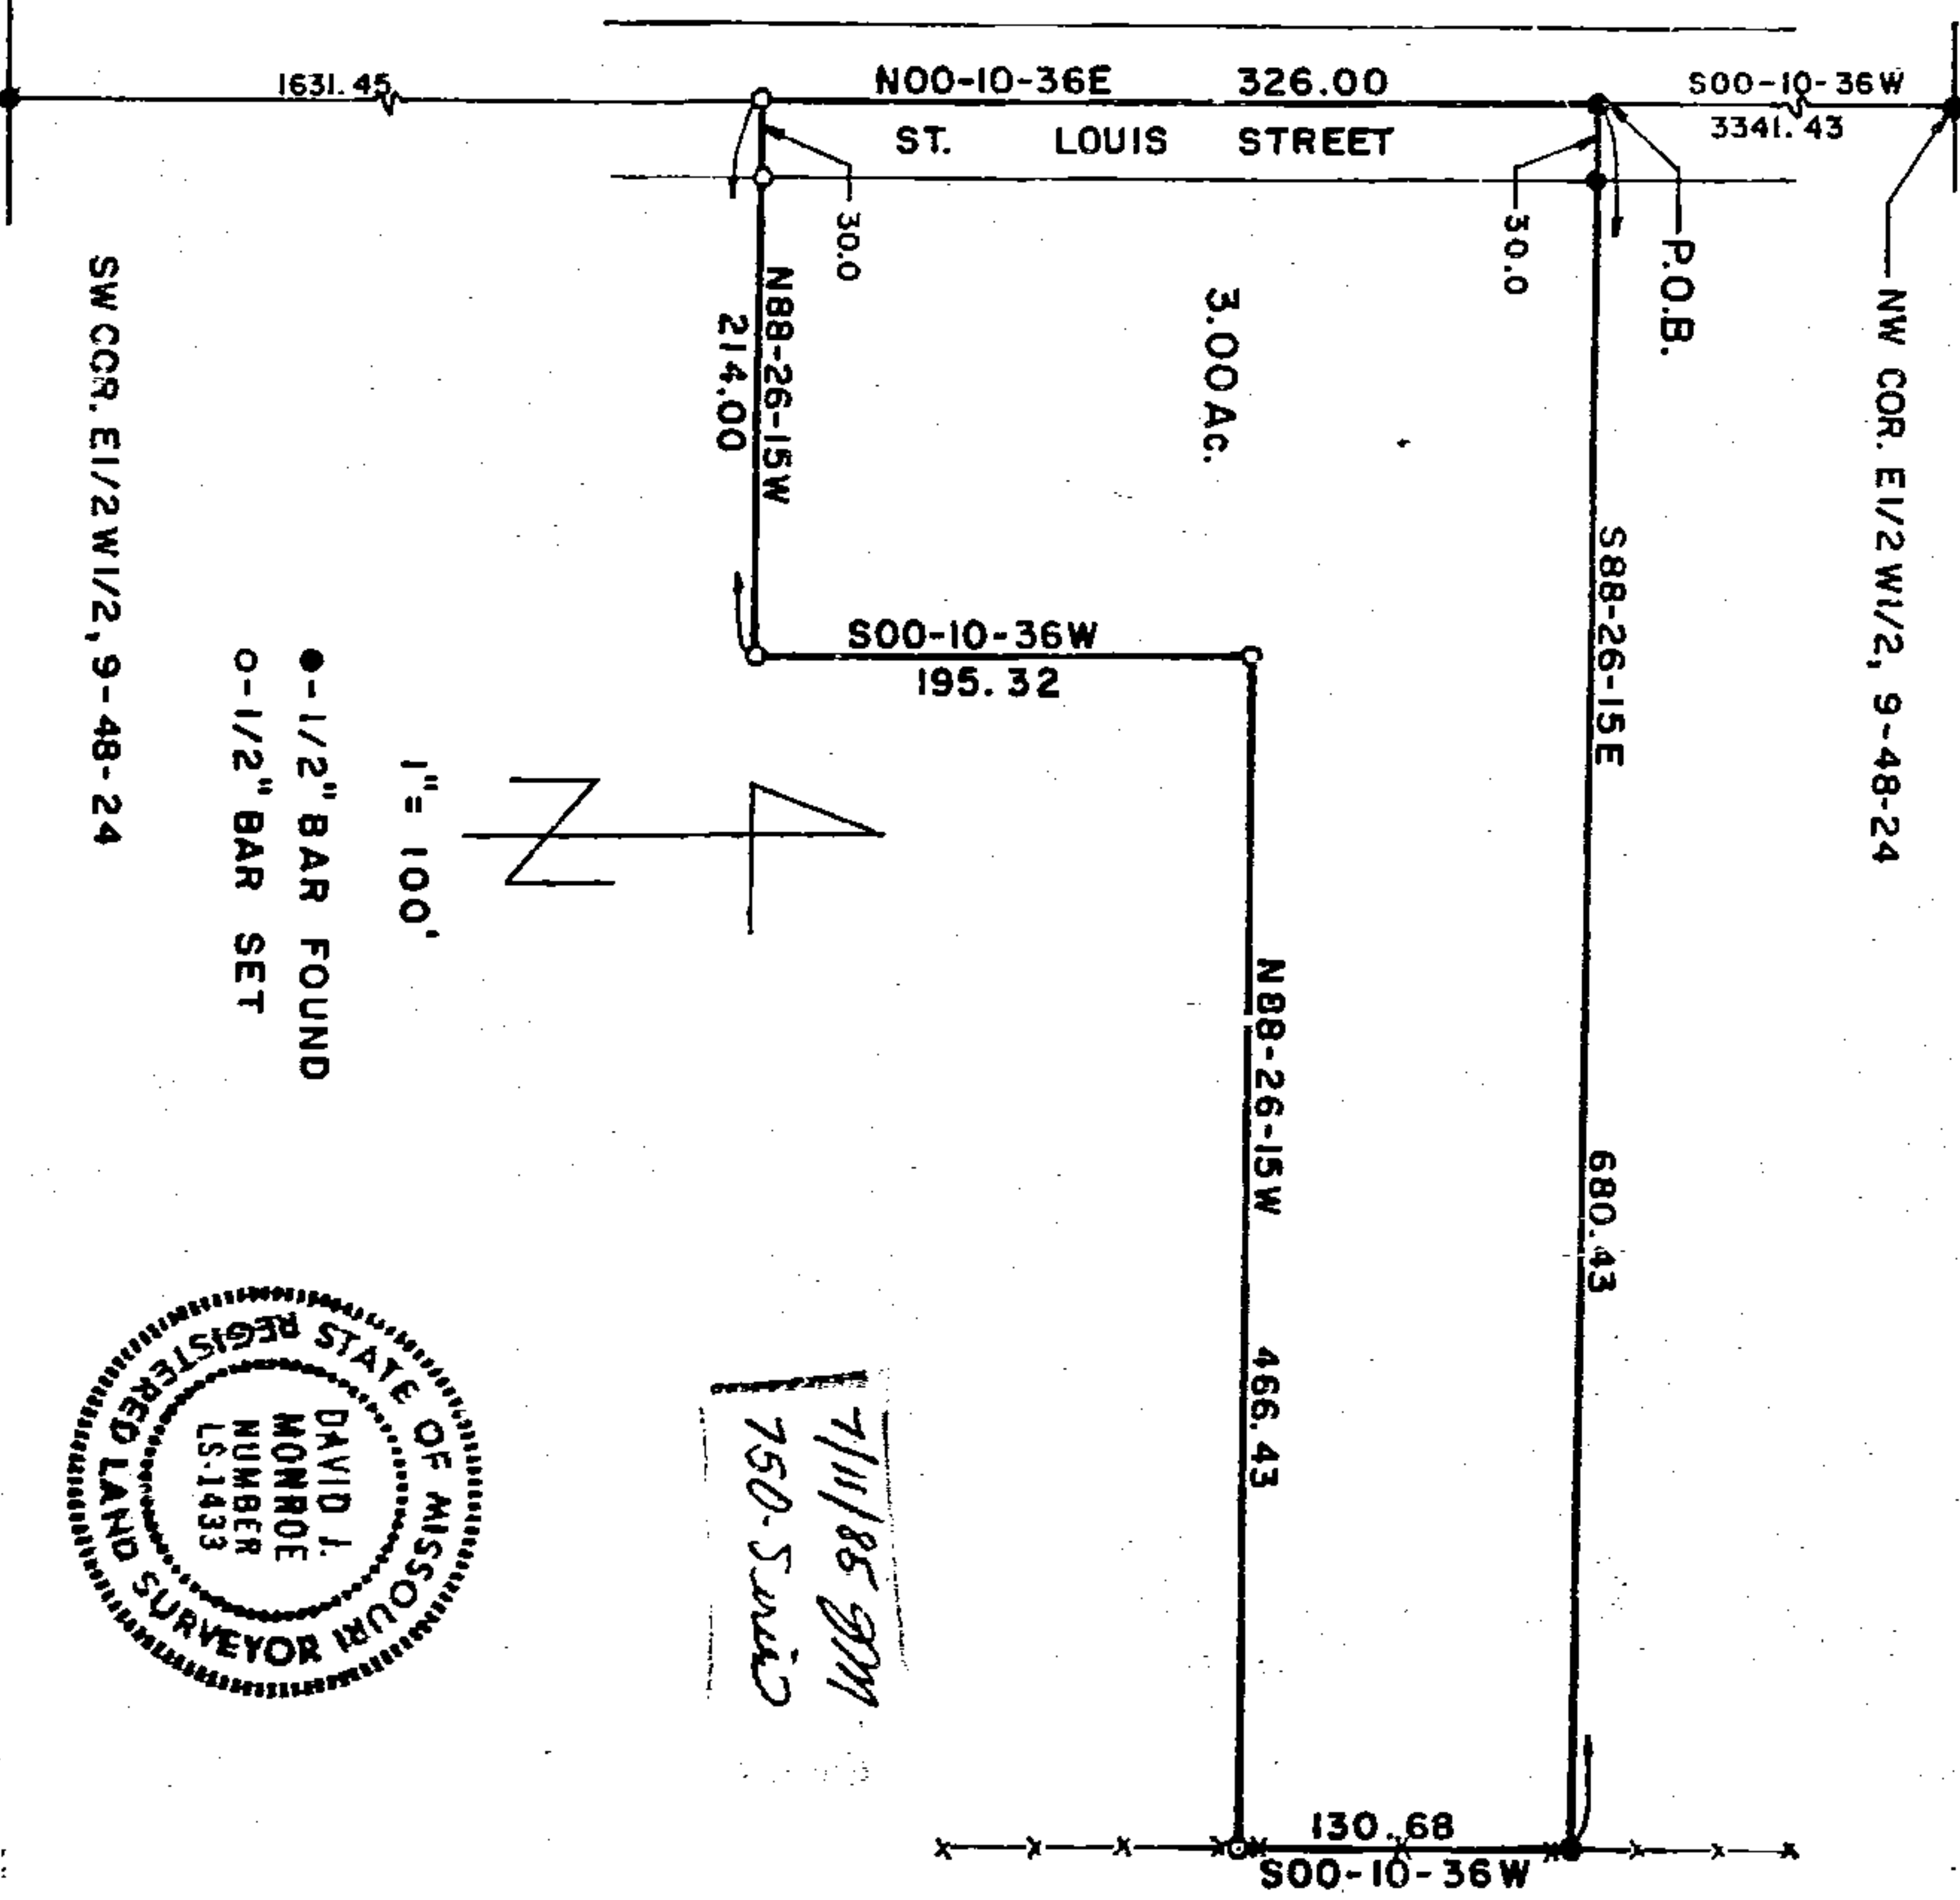 1631.45
N00-10-36E 326.00
S00-10-36W
3341.43
ST. LOUIS STREET
30.0
30.0
P.O.B.
NW COR. E1/2 W1/2, 9-48-24
S88-26-15E 680.43
3.00 Ac.
N88-26-15W
214.00
S00-10-36W
195.32
N88-26-15W 466.43
130.68
S00-10-36W
N
1"= 100'
●-1/2" BAR FOUND
o-1/2" BAR SET
SW COR. E1/2 W1/2, 9-48-24
STATE OF MISSOURI
REGISTERED LAND SURVEYOR
DAVID J.
MONROE
NUMBER
LS-1433
7/11/85
750-